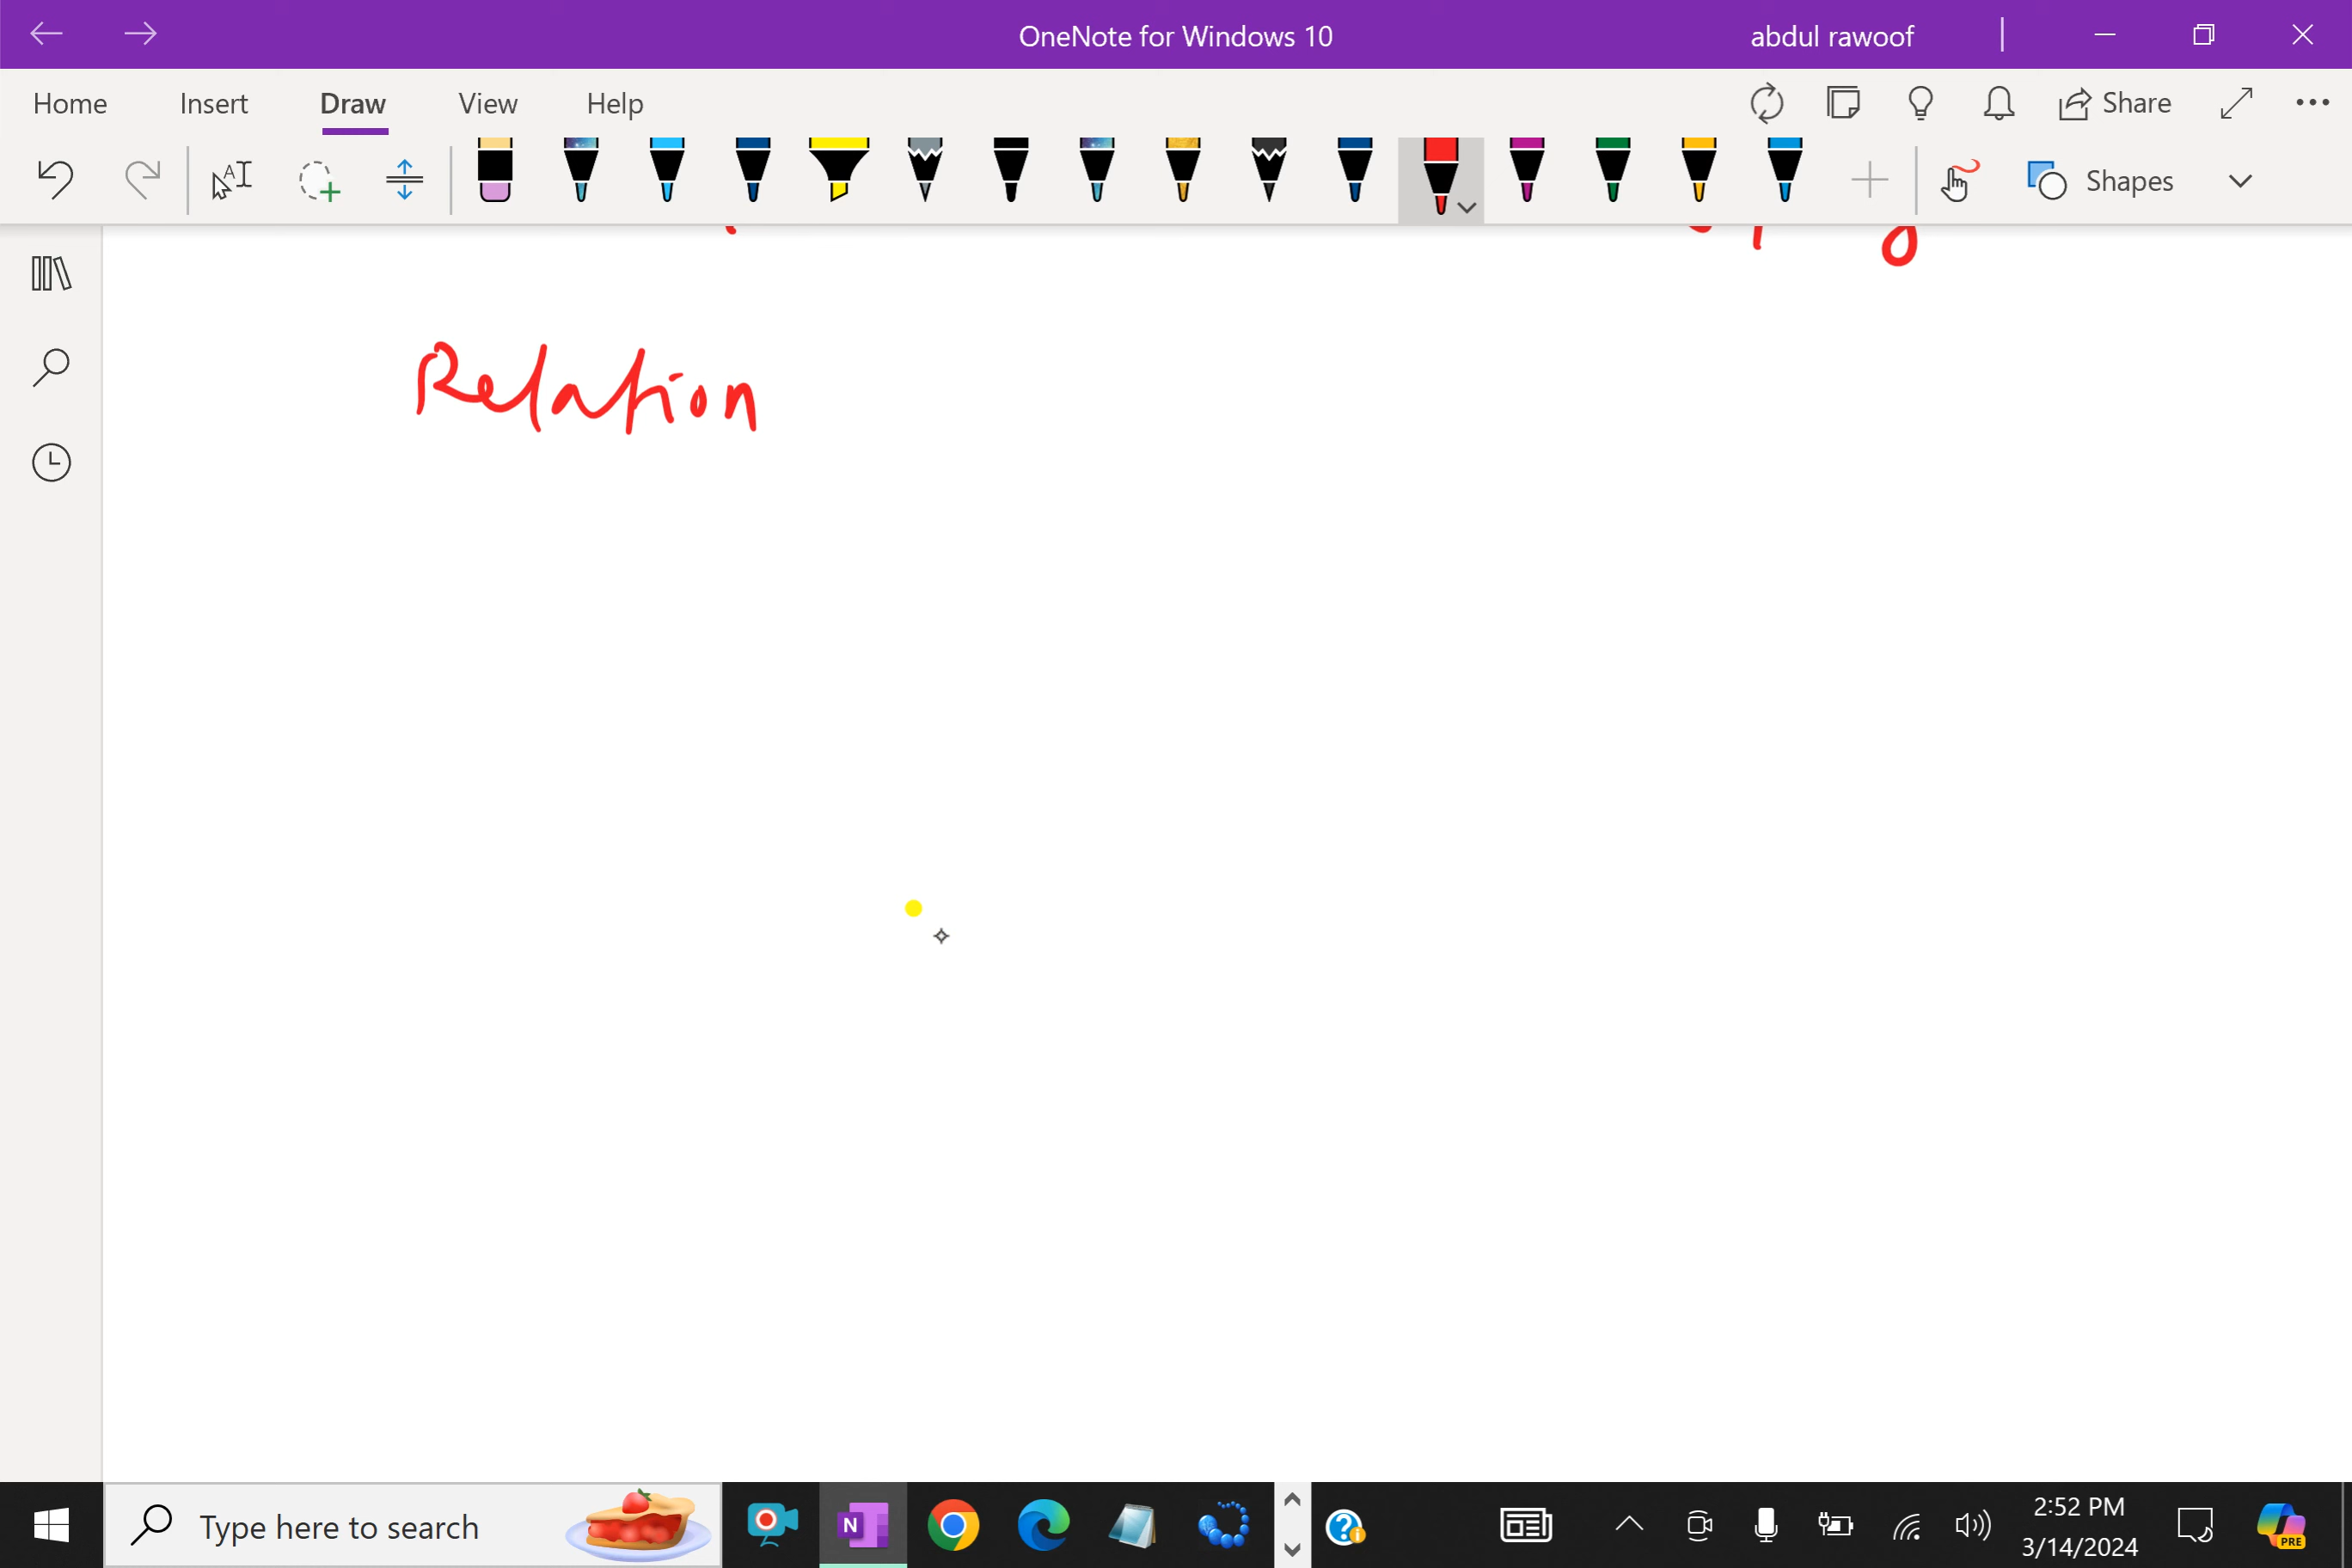 OneNote for Windows 10
abdul rawoof
Home Insert Draw View Help
Share
Shapes
Relation
Type here to search
2:52 PM
3/14/2024
PRE